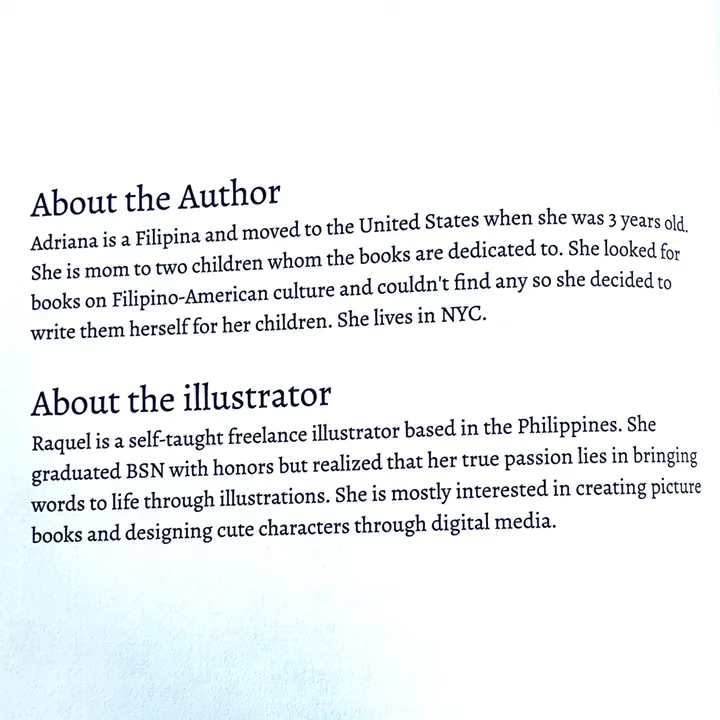 About the Author
Adriana is a Filipina and moved to the United States when she was 3 years old.
She is mom to two children whom the books are dedicated to. She looked for
books on Filipino-American culture and couldn't find any so she decided to
write them herself for her children. She lives in NYC.
About the illustrator
Raquel is a self-taught freelance illustrator based in the Philippines. She
graduated BSN with honors but realized that her true passion lies in bringing
words to life through illustrations. She is mostly interested in creating picture
books and designing cute characters through digital media.